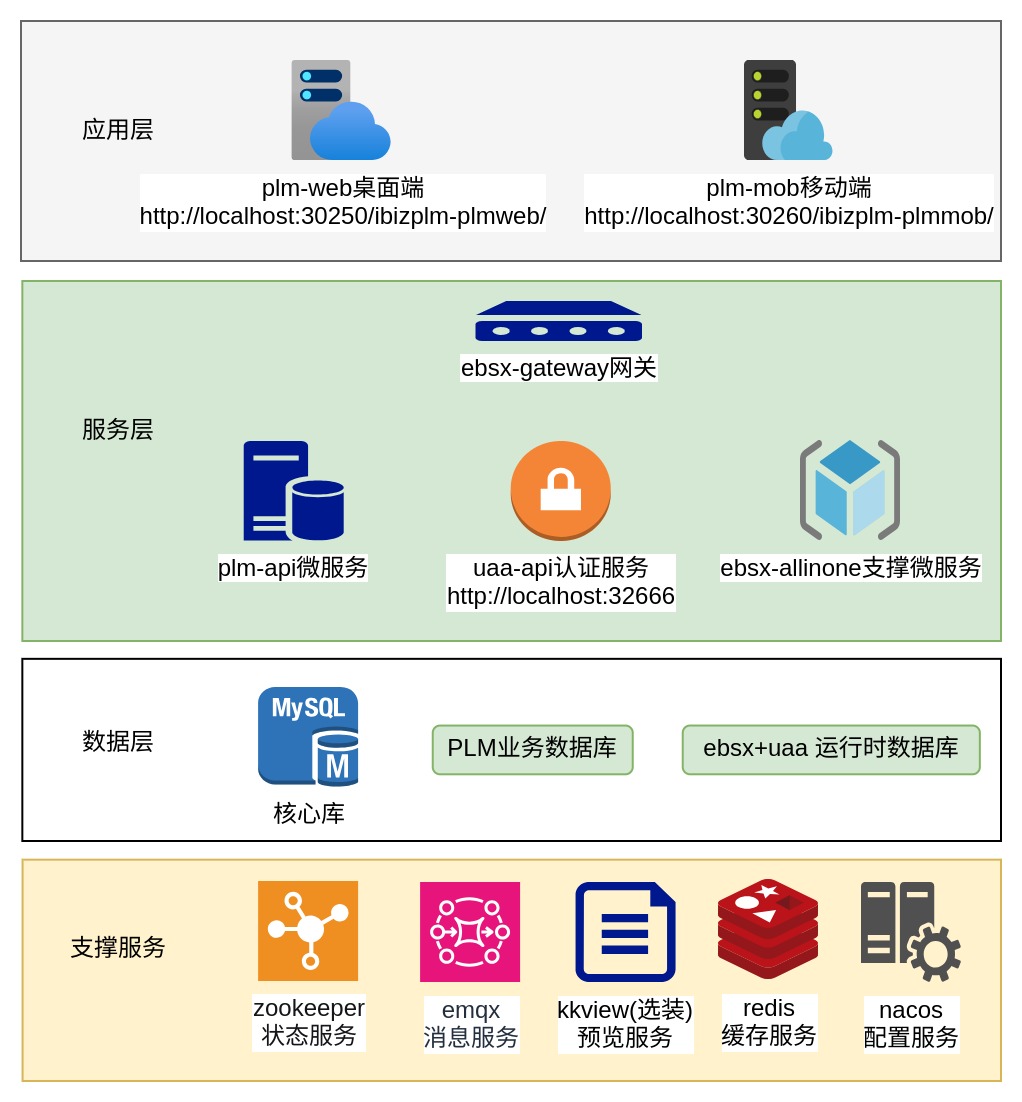 应用层
plm-web桌面端
http://localhost:30250/ibizplm-plmweb/
plm-mob移动端
http://localhost:30260/ibizplm-plmmob/
服务层
ebsx-gateway网关
plm-api微服务
uaa-api认证服务
http://localhost:32666
ebsx-allinone支撑微服务
数据层
MySQL
M
核心库
PLM业务数据库
ebsx+uaa 运行时数据库
支撑服务
zookeeper
状态服务
emqx
消息服务
kkview(选装)
预览服务
redis
缓存服务
nacos
配置服务